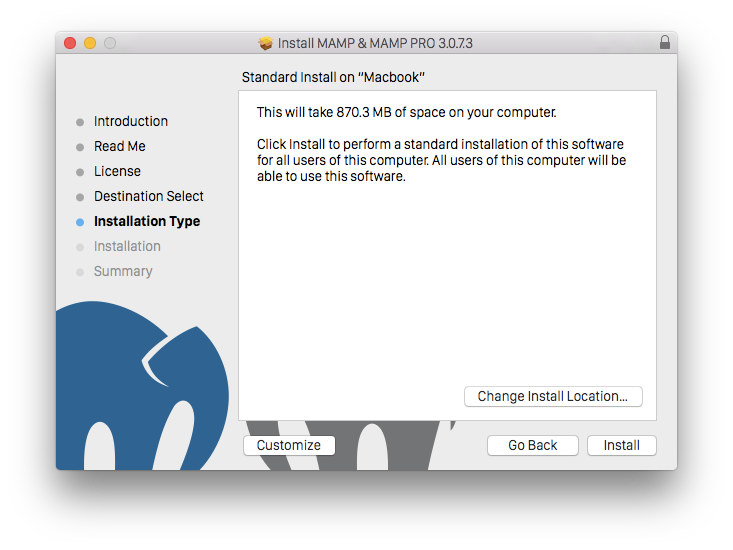 Install MAMP & MAMP PRO 3.0.7.3
Standard Install on “Macbook”
Introduction
Read Me
License
Destination Select
Installation Type
Installation
Summary
This will take 870.3 MB of space on your computer.
Click Install to perform a standard installation of this software
for all users of this computer. All users of this computer will be
able to use this software.
Change Install Location...
Customize
Go Back
Install